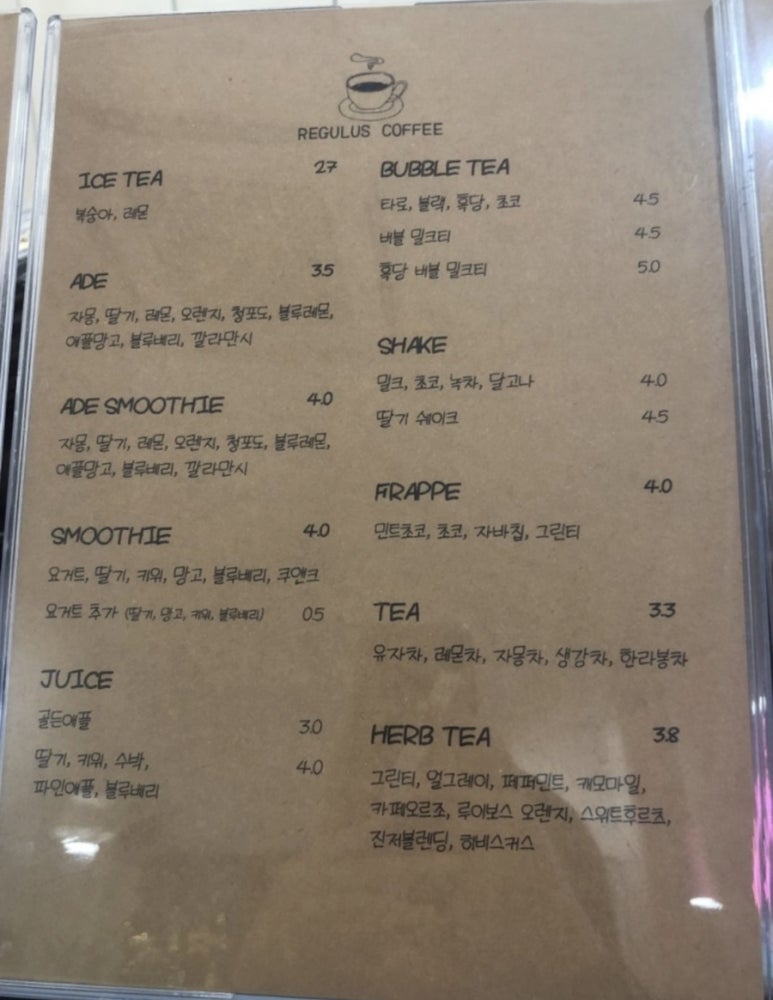 REGULUS COFFEE
ICE TEA 2.7
복숭아, 레몬
ADE 3.5
자몽, 딸기, 레몬, 오렌지, 청포도, 블루레몬,
애플망고, 블루베리, 깔라만시
ADE SMOOTHIE 4.0
자몽, 딸기, 레몬, 오렌지, 청포도, 블루레몬,
애플망고, 블루베리, 깔라만시
SMOOTHIE 4.0
요거트, 딸기, 키위, 망고, 블루베리, 쿠앤크
요거트 추가 (딸기, 망고, 키위, 블루베리) 0.5
JUICE
골든애플 3.0
딸기, 키위, 수박, 4.0
파인애플, 블루베리
BUBBLE TEA
타로, 블랙, 흑당, 초코 4.5
버블 밀크티 4.5
흑당 버블 밀크티 5.0
SHAKE
밀크, 초코, 녹차, 달고나 4.0
딸기 쉐이크 4.5
FRAPPE 4.0
민트초코, 초코, 자바칩, 그린티
TEA 3.3
유자차, 레몬차, 자몽차, 생강차, 한라봉차
HERB TEA 3.8
그린티, 얼그레이, 페퍼민트, 캐모마일,
카페오르조, 루이보스 오렌지, 스위트후르츠,
진저블렌딩, 히비스커스